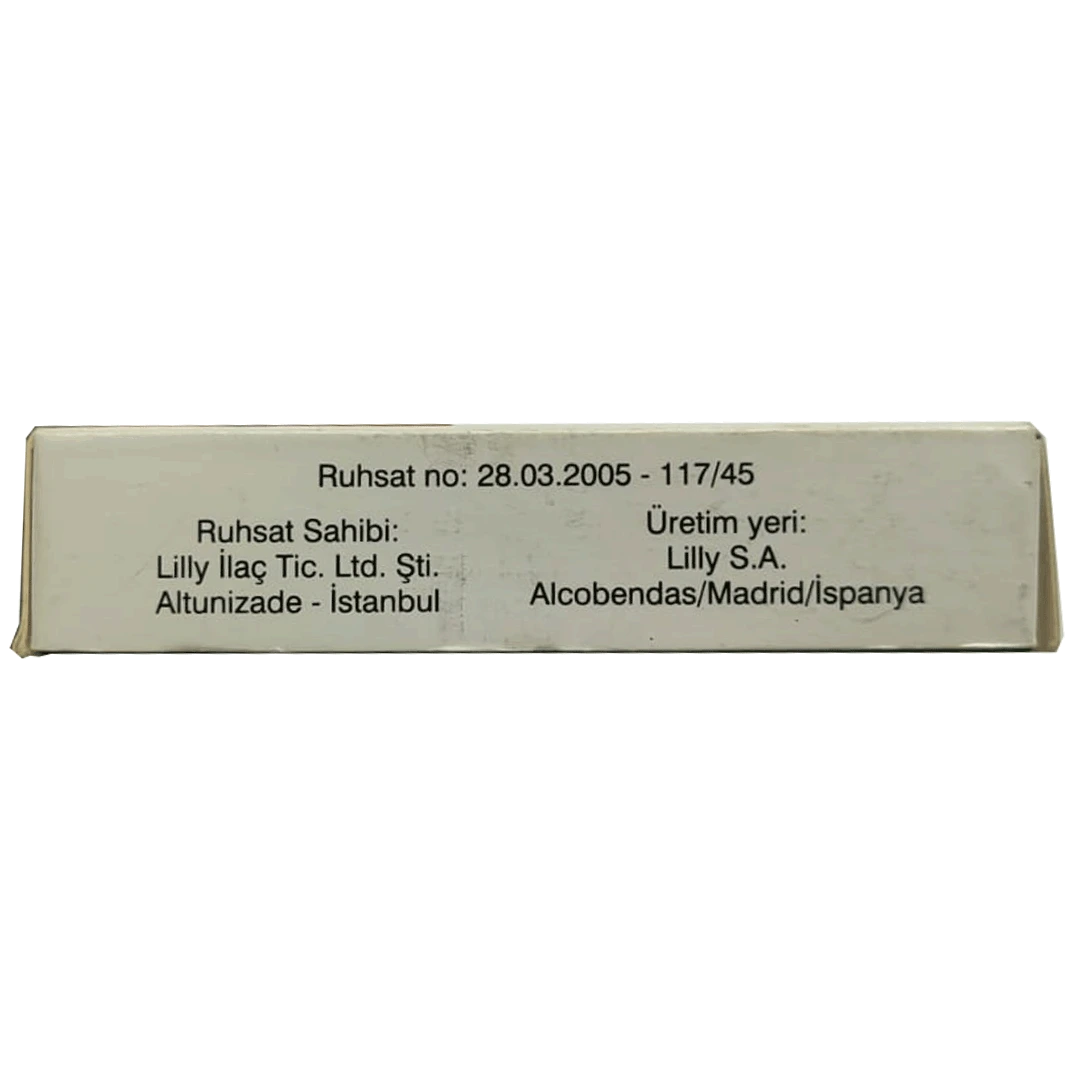 Ruhsat no: 28.03.2005 - 117/45
Ruhsat Sahibi:
Lilly İlaç Tic. Ltd. Şti.
Altunizade - İstanbul
Üretim yeri:
Lilly S.A.
Alcobendas/Madrid/İspanya